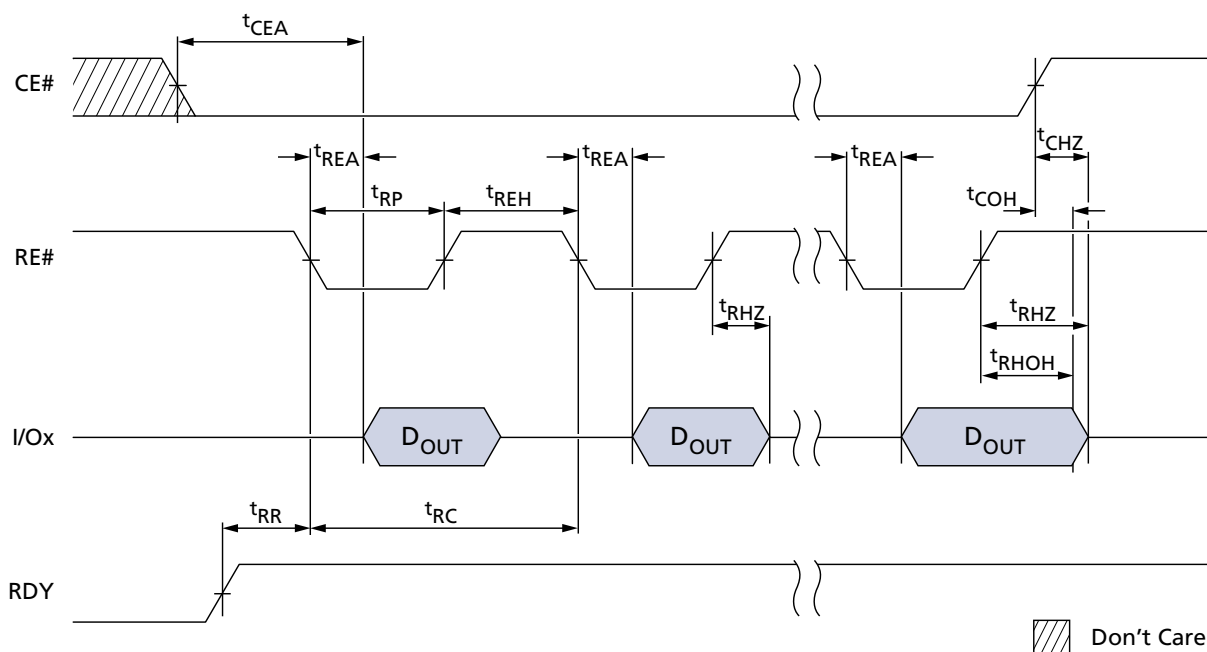 tCEA
CE#
tCHZ
tREA
tREA
tREA
tRP
tREH
tCOH
RE#
tRHZ
tRHZ
tRHOH
I/Ox
DOUT
DOUT
DOUT
tRR
tRC
RDY
Don't Care